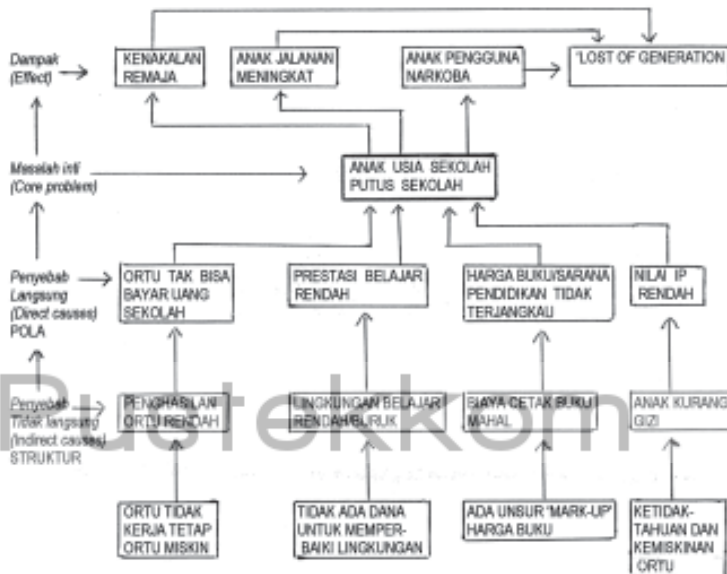 Dampak
(Effect)
KENAKALAN
REMAJA
ANAK JALANAN
MENINGKAT
ANAK PENGGUNA
NARKOBA
"LOST OF GENERATION
Masalah inti
(Core problem)
ANAK USIA SEKOLAH
PUTUS SEKOLAH
Penyebab
Langsung
(Direct causes)
POLA
ORTU TAK BISA
BAYAR UANG
SEKOLAH
PRESTASI BELAJAR
RENDAH
HARGA BUKU/SARANA
PENDIDIKAN TIDAK
TERJANGKAU
NILAI IP
RENDAH
Penyebab
Tidak langsung
(Indirect causes)
STRUKTUR
PENGHASILAN
ORTU RENDAH
LINGKUNGAN BELAJAR
RENDAH/BURUK
BIAYA CETAK BUKU
MAHAL
ANAK KURANG
GIZI
Pustekkom
ORTU TIDAK
KERJA TETAP
ORTU MISKIN
TIDAK ADA DANA
UNTUK MEMPER-
BAIKI LINGKUNGAN
ADA UNSUR "MARK-UP"
HARGA BUKU
KETIDAK-
TAHUAN DAN
KEMISKINAN
ORTU